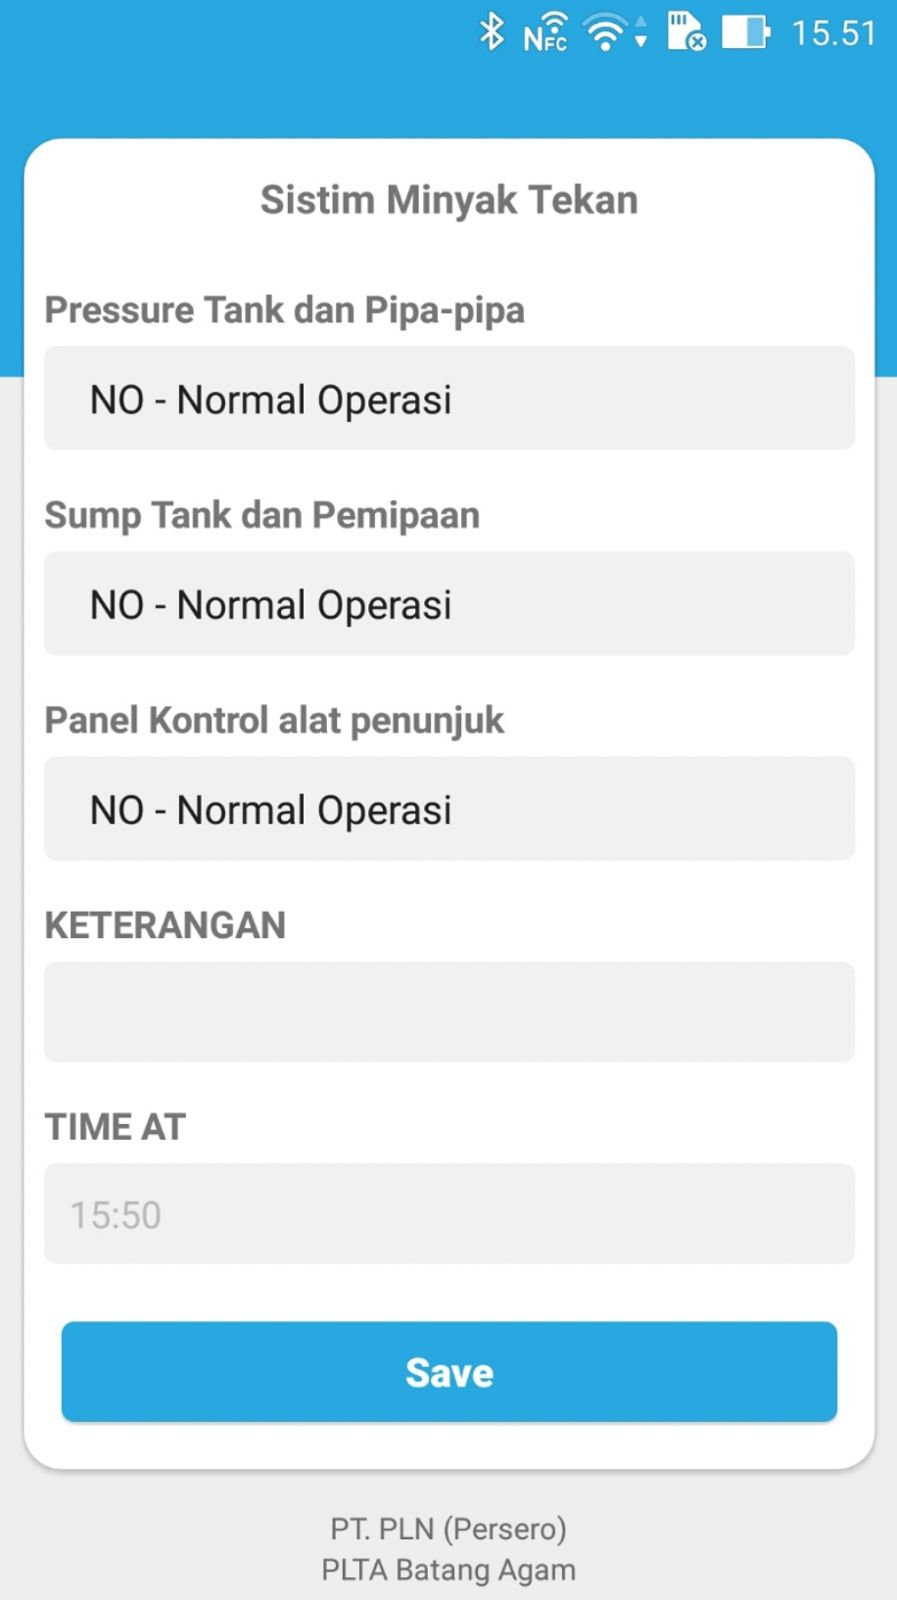 NFC 15.51
Sistim Minyak Tekan
Pressure Tank dan Pipa-pipa
NO - Normal Operasi
Sump Tank dan Pemipaan
NO - Normal Operasi
Panel Kontrol alat penunjuk
NO - Normal Operasi
KETERANGAN
TIME AT
15:50
Save
PT. PLN (Persero)
PLTA Batang Agam